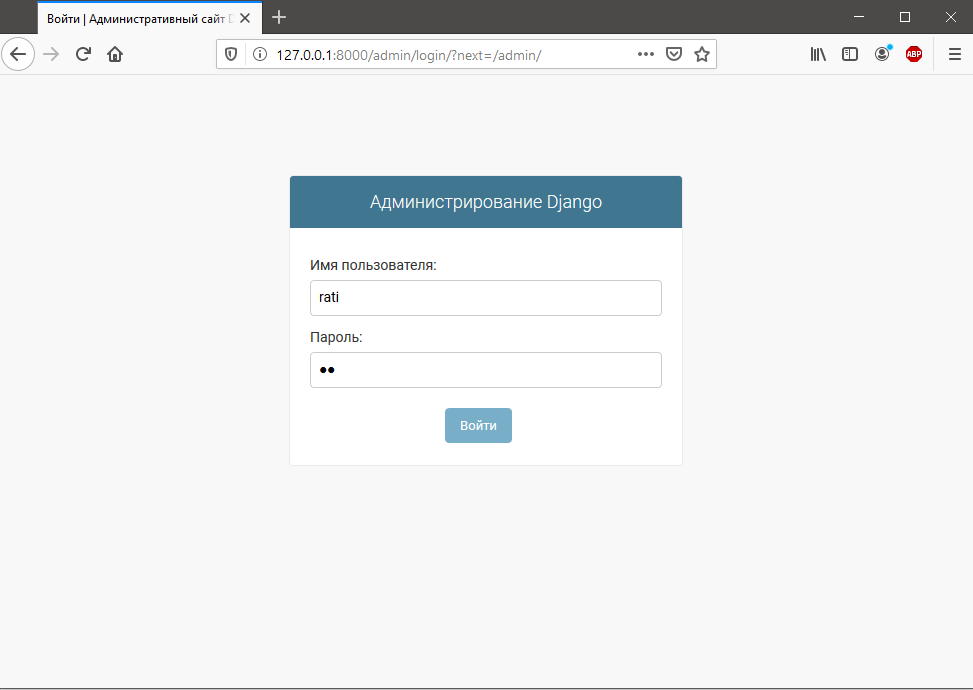 Войти | Административный сайт D
127.0.0.1:8000/admin/login/?next=/admin/
ABP
Администрирование Django
Имя пользователя:
rati
Пароль:
••
Войти